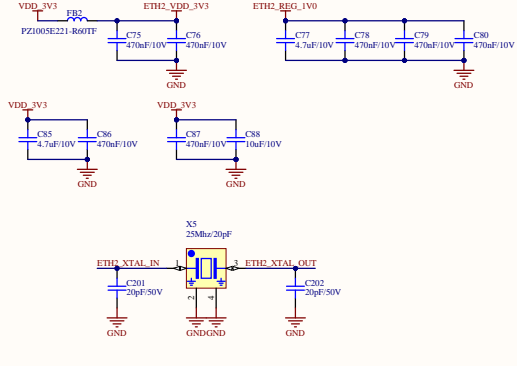 VDD_3V3 ETH2_VDD_3V3 ETH2_REG_1V0
FB2
PZ1005E221-R60TF
C75 C76 C77 C78 C79 C80
470nF/10V 470nF/10V 4.7uF/10V 470nF/10V 470nF/10V 470nF/10V
GND GND
VDD_3V3 VDD_3V3
C85 C86 C87 C88
4.7uF/10V 470nF/10V 470nF/10V 10uF/10V
GND GND
X5
25Mhz/20pF
ETH2_XTAL_IN 1 3 ETH2_XTAL_OUT
C201 C202
20pF/50V 20pF/50V
2 4
GND GND GND GND